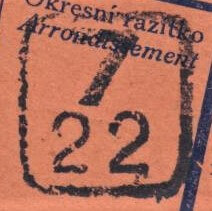 Okresní razítko
Arrondissement
7
22